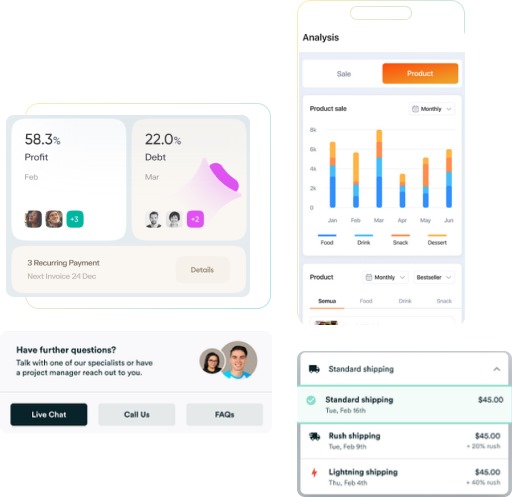 58.3%
Profit
Feb
+3
22.0%
Debt
Mar
+2
3 Recurring Payment
Next Invoice 24 Dec
Details
Have further questions?
Talk with one of our specialists or have
a project manager reach out to you.
Live Chat
Call Us
FAQs
Analysis
Sale
Product
Product sale
Monthly
8k
6k
4k
2k
0
Jan Feb Mar Apr May Jun
Food Drink Snack Dessert
Product
Monthly
Bestseller
Semua Food Drink Snack
Standard shipping
Standard shipping $45.00
Tue, Feb 16th
Rush shipping $45.00
Tue, Feb 9th + 20% rush
Lightning shipping $45.00
Thu, Feb 4th + 40% rush